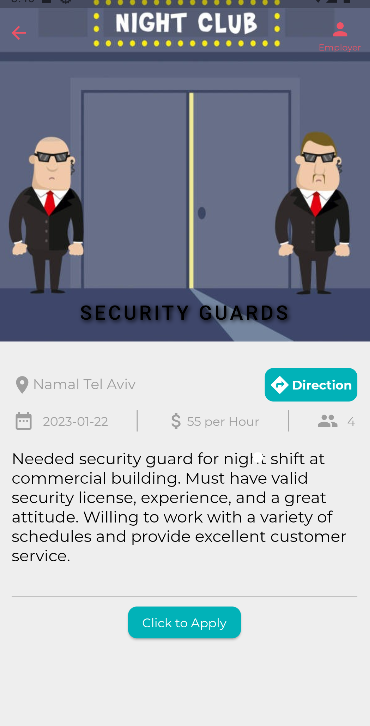 NIGHT CLUB
Employer
SECURITY GUARDS
Namal Tel Aviv
Direction
2023-01-22
$ 55 per Hour
4
Needed security guard for night shift at
commercial building. Must have valid
security license, experience, and a great
attitude. Willing to work with a variety of
schedules and provide excellent customer
service.
Click to Apply